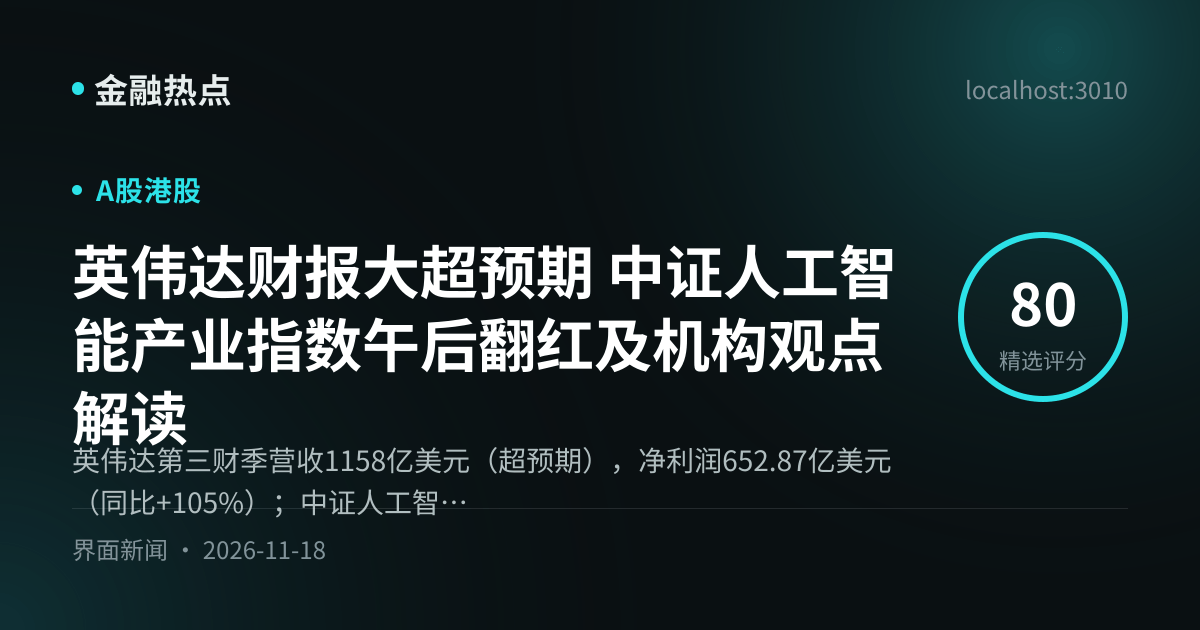 金融热点
localhost:3010
A股港股
英伟达财报大超预期 中证人工智
能产业指数午后翻红及机构观点
解读
80
精选评分
英伟达第三财季营收1158亿美元（超预期），净利润652.87亿美元
（同比+105%）；中证人工智…
界面新闻 · 2026-11-18